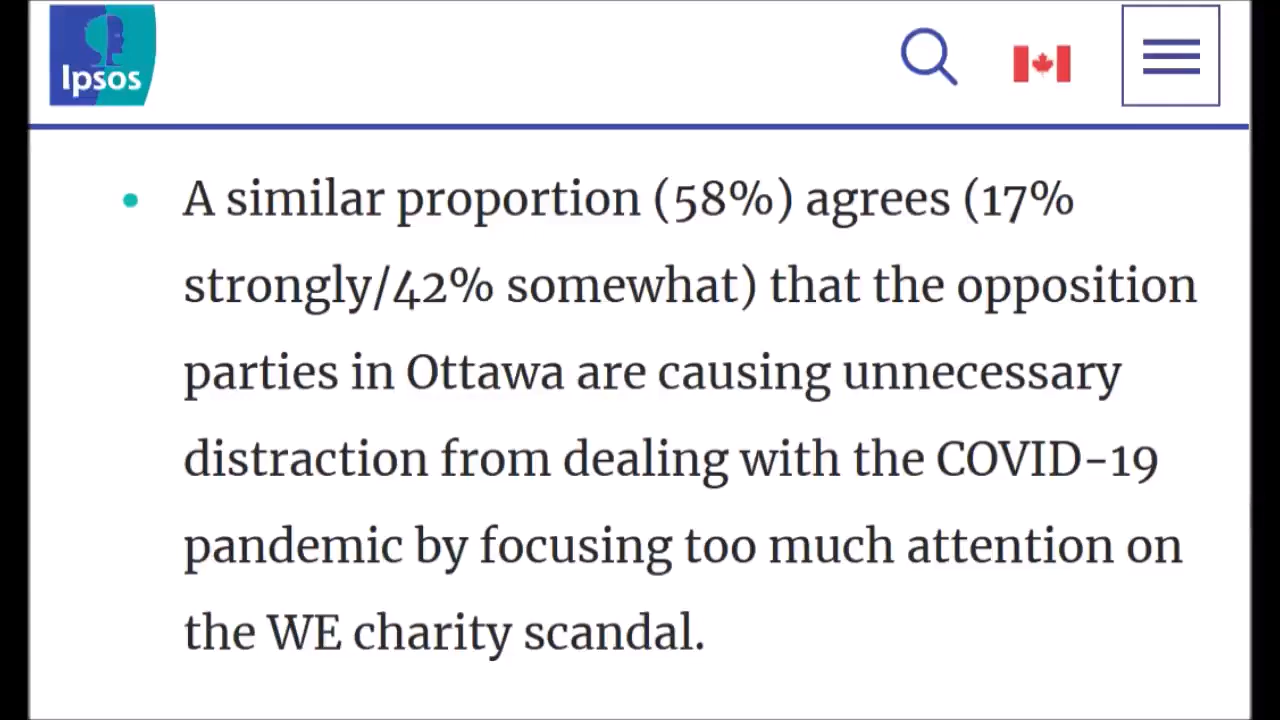 Ipsos
A similar proportion (58%) agrees (17%
strongly/42% somewhat) that the opposition
parties in Ottawa are causing unnecessary
distraction from dealing with the COVID-19
pandemic by focusing too much attention on
the WE charity scandal.